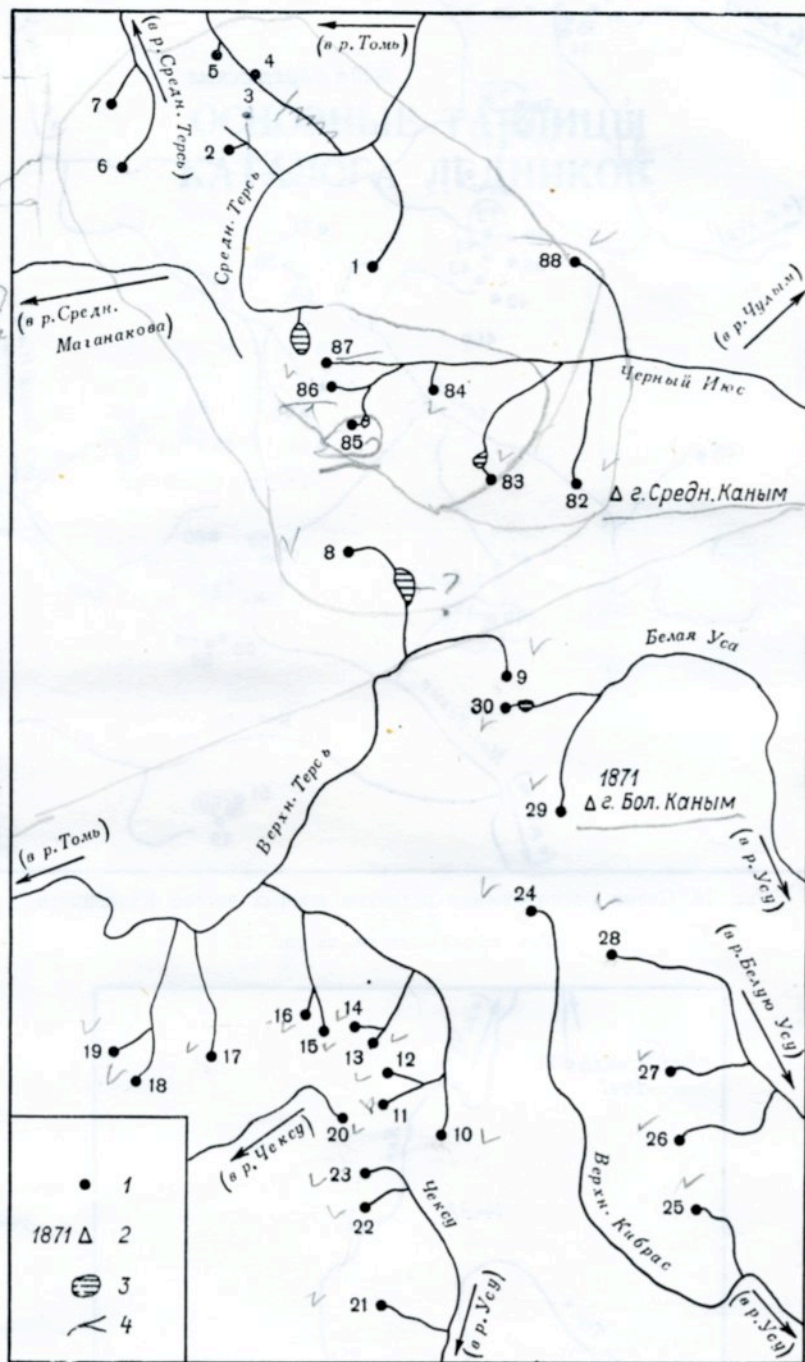 (в р. Томь)
(в р. Средн. Терсь)
5
4
3
7
2
6
Средн. Терсь
1
88
(в р. Средн.
Маганакова)
(в р. Чулым)
87
86
84
Черный Июс
85
83
82
г. Средн. Каным
8
Белая Уса
9
30
1871
г. Бол. Каным
29
Верхн. Терсь
(в р. Томь)
(в р. Усу)
24
28
(в р. Белую Усу)
16
14
15
13
19
17
12
27
18
11
20
10
26
(в р. Чексу)
23
Чексу
22
Верхн. Кибрас
25
21
(в р. Усу)
(в р. Усу)
1
1871 2
3
4